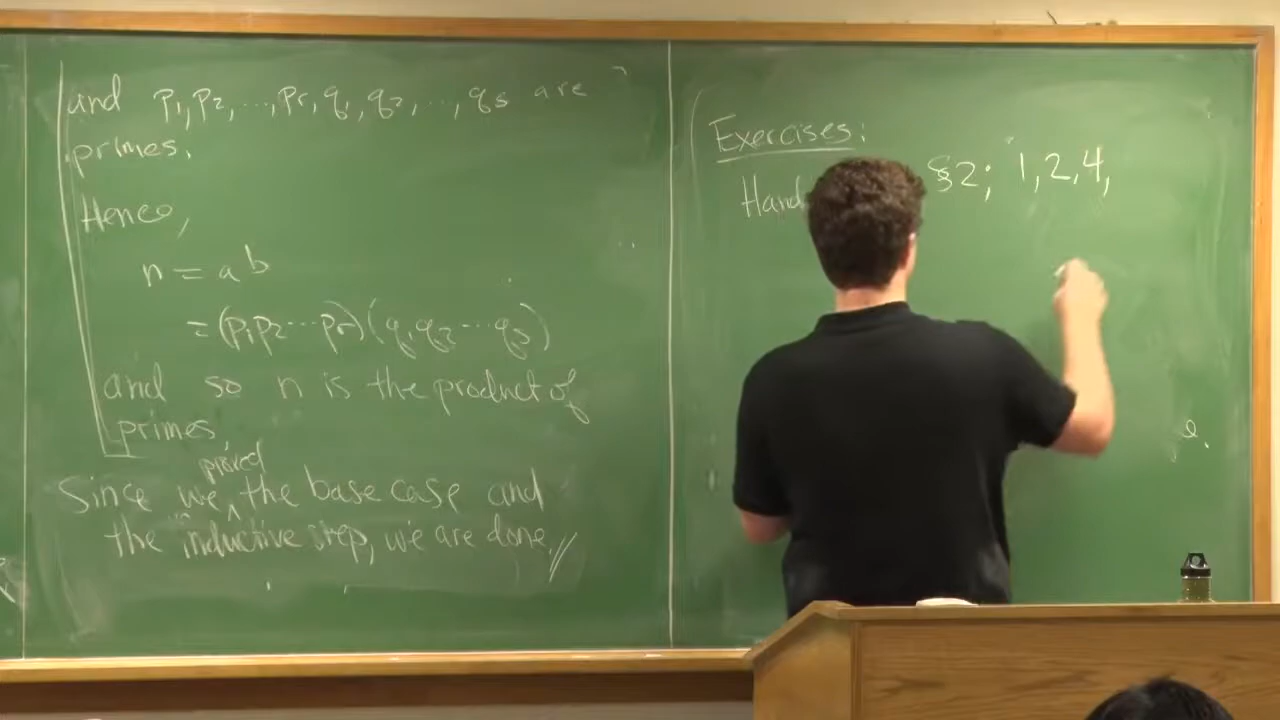 and p₁, p₂, ..., pᵣ, q₁, q₂, ..., qₛ are
primes.
Hence,
n = ab
= (p₁p₂⋯pᵣ)(q₁q₂⋯qₛ)
and so n is the product of
primes.
proved
Since we ^ the base case and
the inductive step, we are done. //
Exercises:
§2; 1, 2, 4,